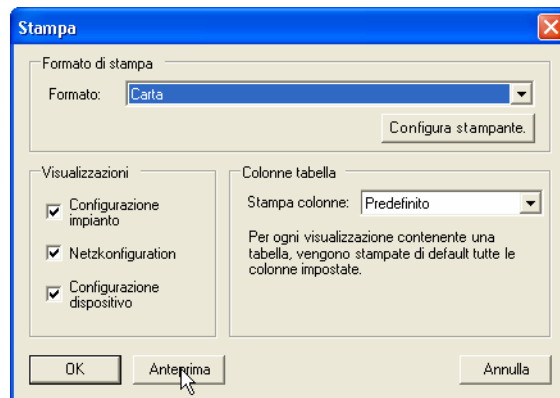 Stampa
Formato di stampa
Formato: Carta
Configura stampante.
Visualizzazioni
Configurazione
impianto
Netzkonfiguration
Configurazione
dispositivo
Colonne tabella
Stampa colonne: Predefinito
Per ogni visualizzazione contenente una
tabella, vengono stampate di default tutte le
colonne impostate.
OK Anteprima Annulla